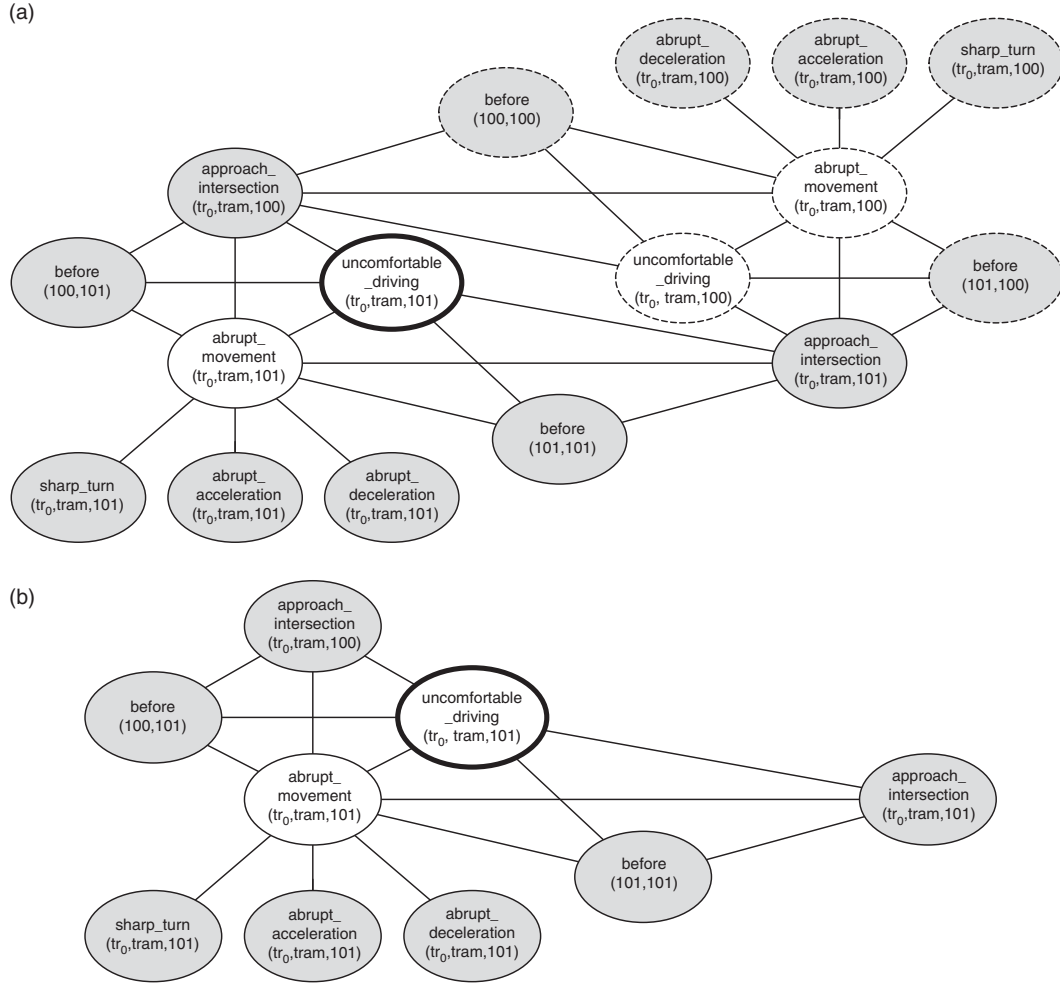 (a)
abrupt_
deceleration
(tr0,tram,100)
abrupt_
acceleration
(tr0,tram,100)
sharp_turn
(tr0,tram,100)
before
(100,100)
approach_
intersection
(tr0,tram,100)
abrupt_
movement
(tr0,tram,100)
before
(100,101)
uncomfortable
_driving
(tr0,tram,101)
uncomfortable
_driving
(tr0, tram,100)
before
(101,100)
abrupt_
movement
(tr0,tram,101)
approach_
intersection
(tr0,tram,101)
before
(101,101)
sharp_turn
(tr0,tram,101)
abrupt_
acceleration
(tr0,tram,101)
abrupt_
deceleration
(tr0,tram,101)
(b)
approach_
intersection
(tr0,tram,100)
before
(100,101)
uncomfortable
_driving
(tr0, tram,101)
abrupt_
movement
(tr0,tram,101)
approach_
intersection
(tr0,tram,101)
before
(101,101)
sharp_turn
(tr0,tram,101)
abrupt_
acceleration
(tr0,tram,101)
abrupt_
deceleration
(tr0,tram,101)